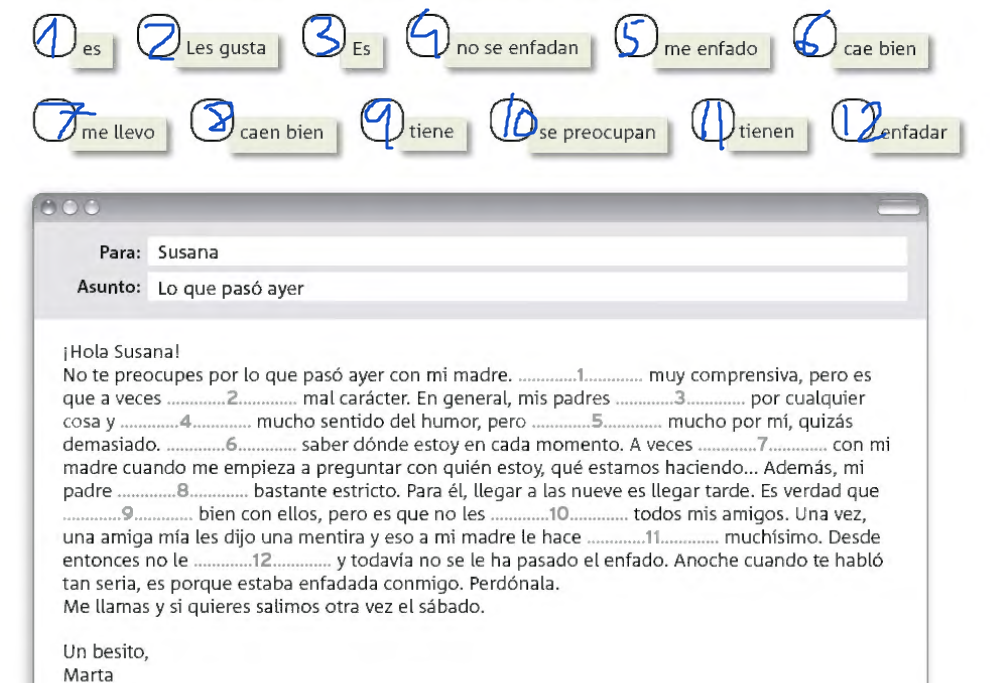 1 es 2 Les gusta 3 Es 4 no se enfadan 5 me enfado 6 cae bien
7 me llevo 8 caen bien 9 tiene 10 se preocupan 11 tienen 12 enfadar
Para: Susana
Asunto: Lo que pasó ayer
¡Hola Susana!
No te preocupes por lo que pasó ayer con mi madre. ............1............ muy comprensiva, pero es
que a veces ............2............ mal carácter. En general, mis padres ............3............ por cualquier
cosa y ............4............ mucho sentido del humor, pero ............5............ mucho por mí, quizás
demasiado. ............6............ saber dónde estoy en cada momento. A veces ............7............ con mi
madre cuando me empieza a preguntar con quién estoy, qué estamos haciendo... Además, mi
padre ............8............ bastante estricto. Para él, llegar a las nueve es llegar tarde. Es verdad que
............9............ bien con ellos, pero es que no les ............10............ todos mis amigos. Una vez,
una amiga mía les dijo una mentira y eso a mi madre le hace ............11............ muchísimo. Desde
entonces no le ............12............ y todavía no se le ha pasado el enfado. Anoche cuando te habló
tan seria, es porque estaba enfadada conmigo. Perdónala.
Me llamas y si quieres salimos otra vez el sábado.
Un besito,
Marta